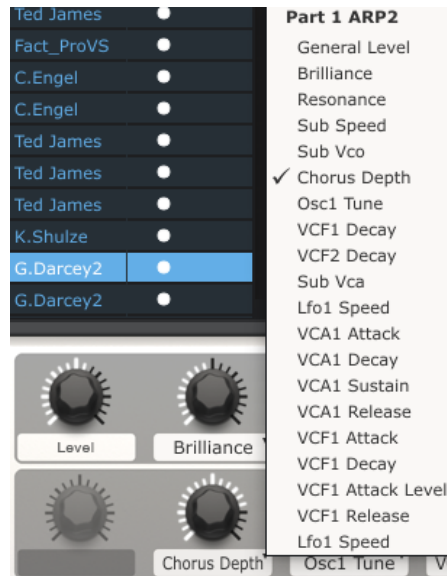 Ted James
Fact_ProVS
C.Engel
C.Engel
Ted James
Ted James
Ted James
K.Shulze
G.Darcey2
G.Darcey2
Part 1 ARP2
General Level
Brilliance
Resonance
Sub Speed
Sub Vco
✓ Chorus Depth
Osc1 Tune
VCF1 Decay
VCF2 Decay
Sub Vca
Lfo1 Speed
VCA1 Attack
VCA1 Decay
VCA1 Sustain
VCA1 Release
VCF1 Attack
VCF1 Decay
VCF1 Attack Level
VCF1 Release
Lfo1 Speed
Level
Brilliance
Chorus Depth
Osc1 Tune
V